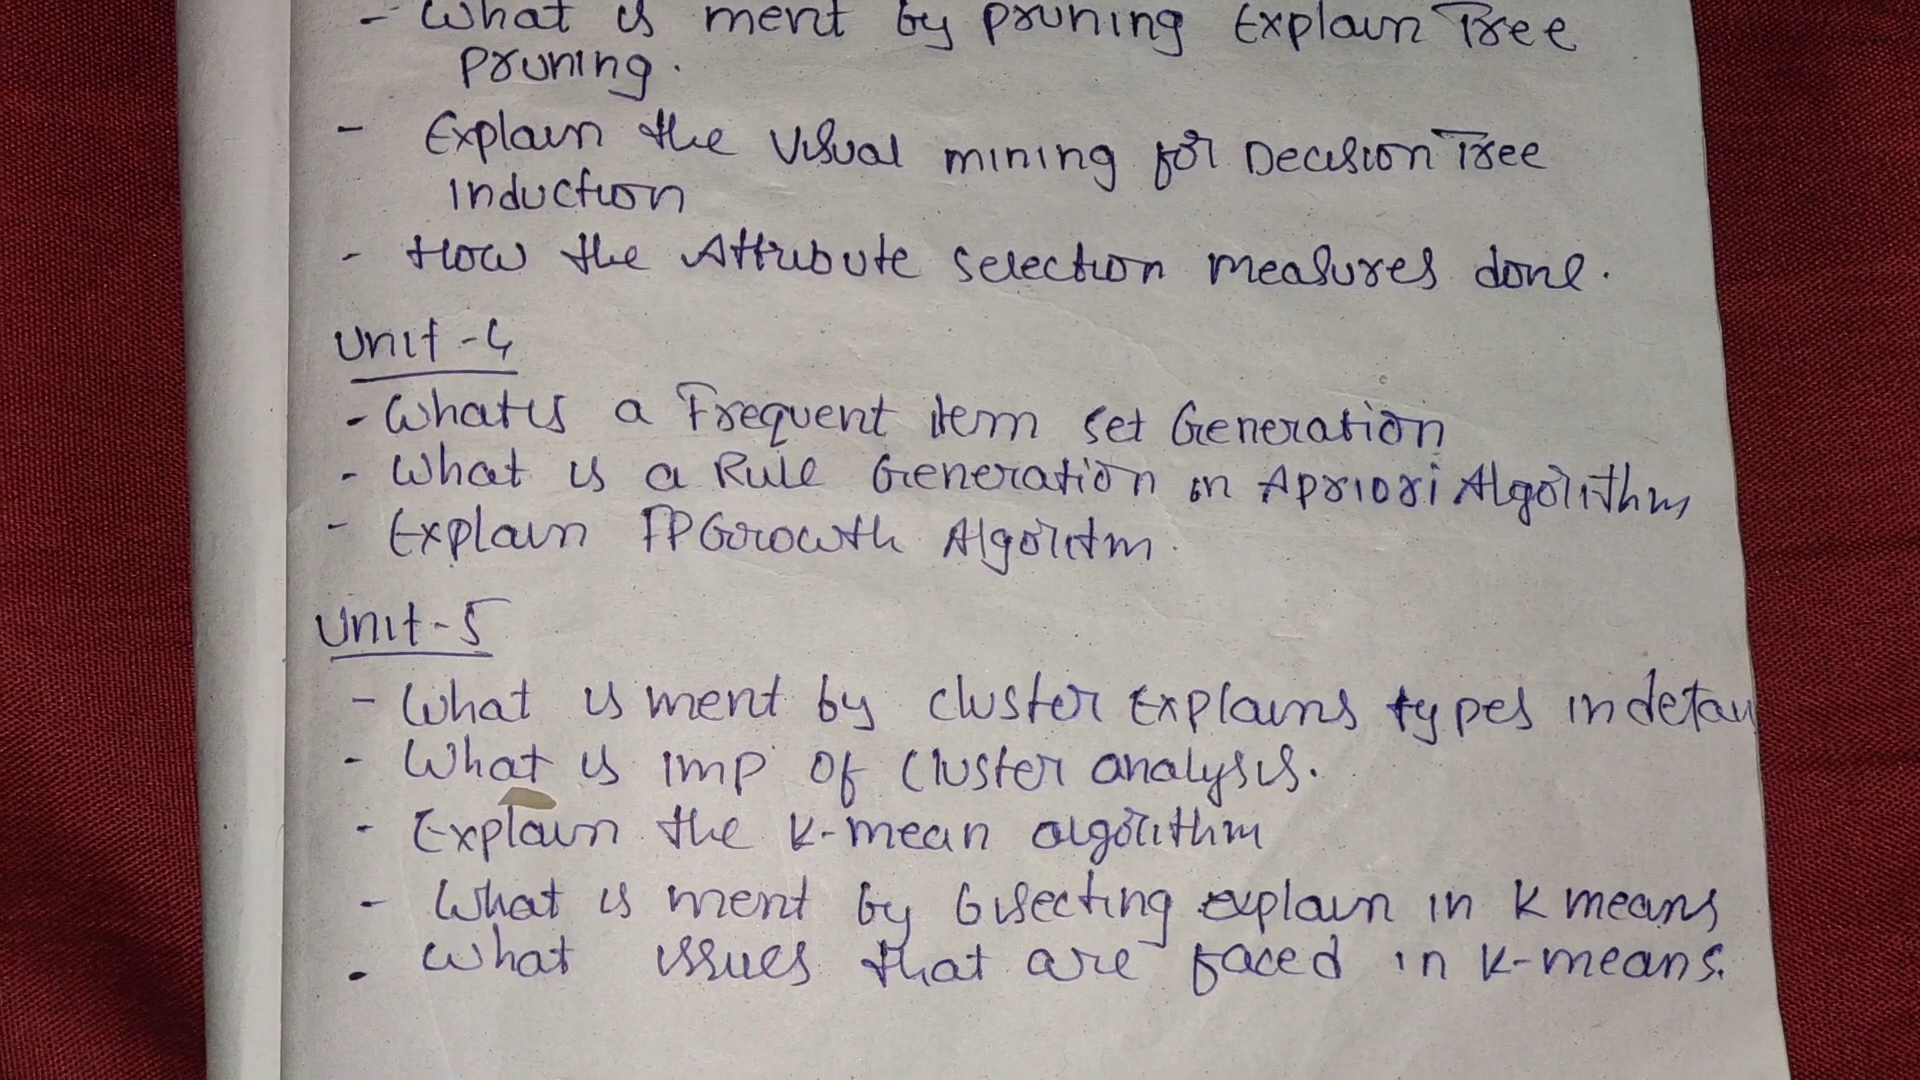 - What is ment by pruning Explain Tree
pruning.
- Explain the Visual mining for Decision Tree
Induction
- How the Attribute selection measures done.
Unit-4
- What is a Frequent item set Generation
- What is a Rule Generation in Apriori Algorithm
- Explain FP Growth Algoritm.
Unit-5
- What is ment by cluster Explains types in detail
- What is imp of cluster analysis.
- Explain the K-mean algorithm
- What is ment by bisecting explain in K means
- What issues that are faced in K-means.